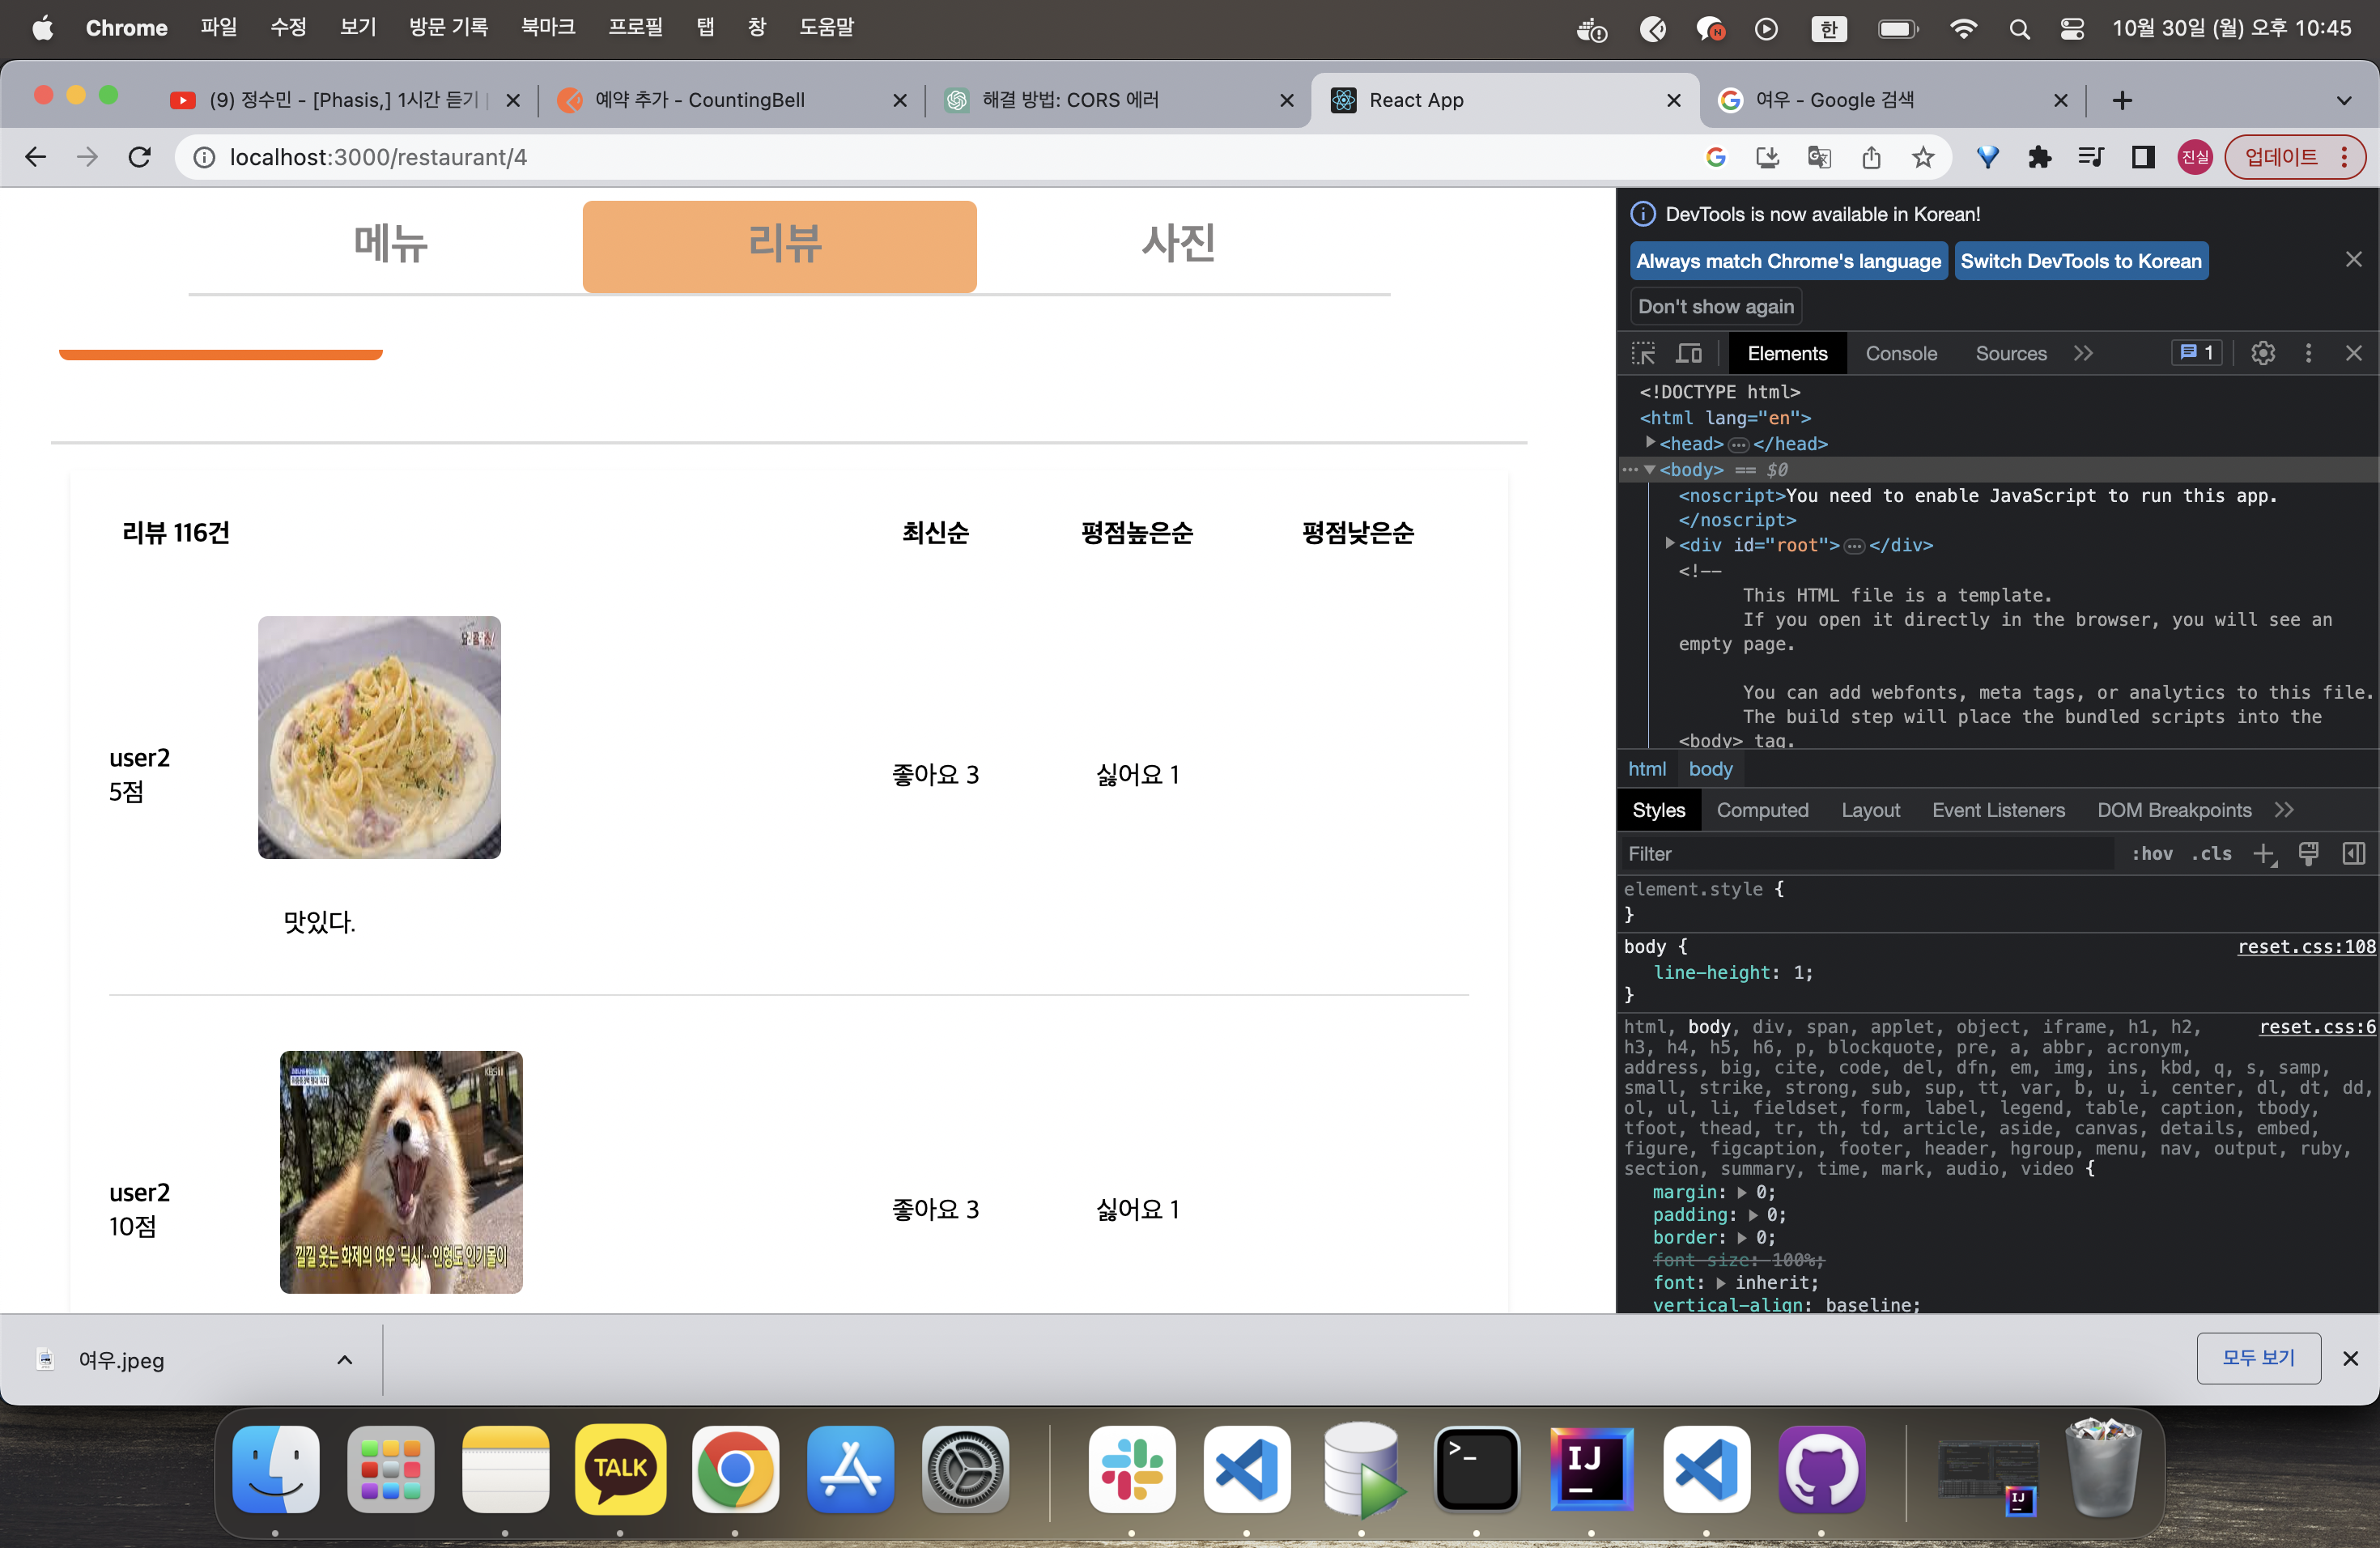 Chrome 파일 수정 보기 방문 기록 북마크 프로필 탭 창 도움말 한 10월 30일 (월) 오후 10:45
(9) 정수민 - [Phasis,] 1시간 듣기 | 예약 추가 - CountingBell 해결 방법: CORS 에러 React App 여우 - Google 검색
localhost:3000/restaurant/4 진실 업데이트
메뉴 리뷰 사진
리뷰 116건 최신순 평점높은순 평점낮은순
user2
5점
좋아요 3 싫어요 1
맛있다.
KBS
낄낄 웃는 화제의 여우 '딕시'…인형도 인기몰이
user2
10점
좋아요 3 싫어요 1
DevTools is now available in Korean!
Always match Chrome's language Switch DevTools to Korean
Don't show again
Elements Console Sources 1
<!DOCTYPE html>
<html lang="en">
<head>…</head>
<body> == $0
<noscript>You need to enable JavaScript to run this app.
</noscript>
<div id="root">…</div>
<!--
This HTML file is a template.
If you open it directly in the browser, you will see an
empty page.
You can add webfonts, meta tags, or analytics to this file.
The build step will place the bundled scripts into the
<body> tag.
html body
Styles Computed Layout Event Listeners DOM Breakpoints
Filter :hov .cls
element.style {
}
body { reset.css:108
line-height: 1;
}
html, body, div, span, applet, object, iframe, h1, h2, reset.css:6
h3, h4, h5, h6, p, blockquote, pre, a, abbr, acronym,
address, big, cite, code, del, dfn, em, img, ins, kbd, q, s, samp,
small, strike, strong, sub, sup, tt, var, b, u, i, center, dl, dt, dd,
ol, ul, li, fieldset, form, label, legend, table, caption, tbody,
tfoot, thead, tr, th, td, article, aside, canvas, details, embed,
figure, figcaption, footer, header, hgroup, menu, nav, output, ruby,
section, summary, time, mark, audio, video {
margin: 0;
padding: 0;
border: 0;
font-size: 100%;
font: inherit;
vertical-align: baseline;
여우.jpeg 모두 보기
TALK
>_
IJ
IJ